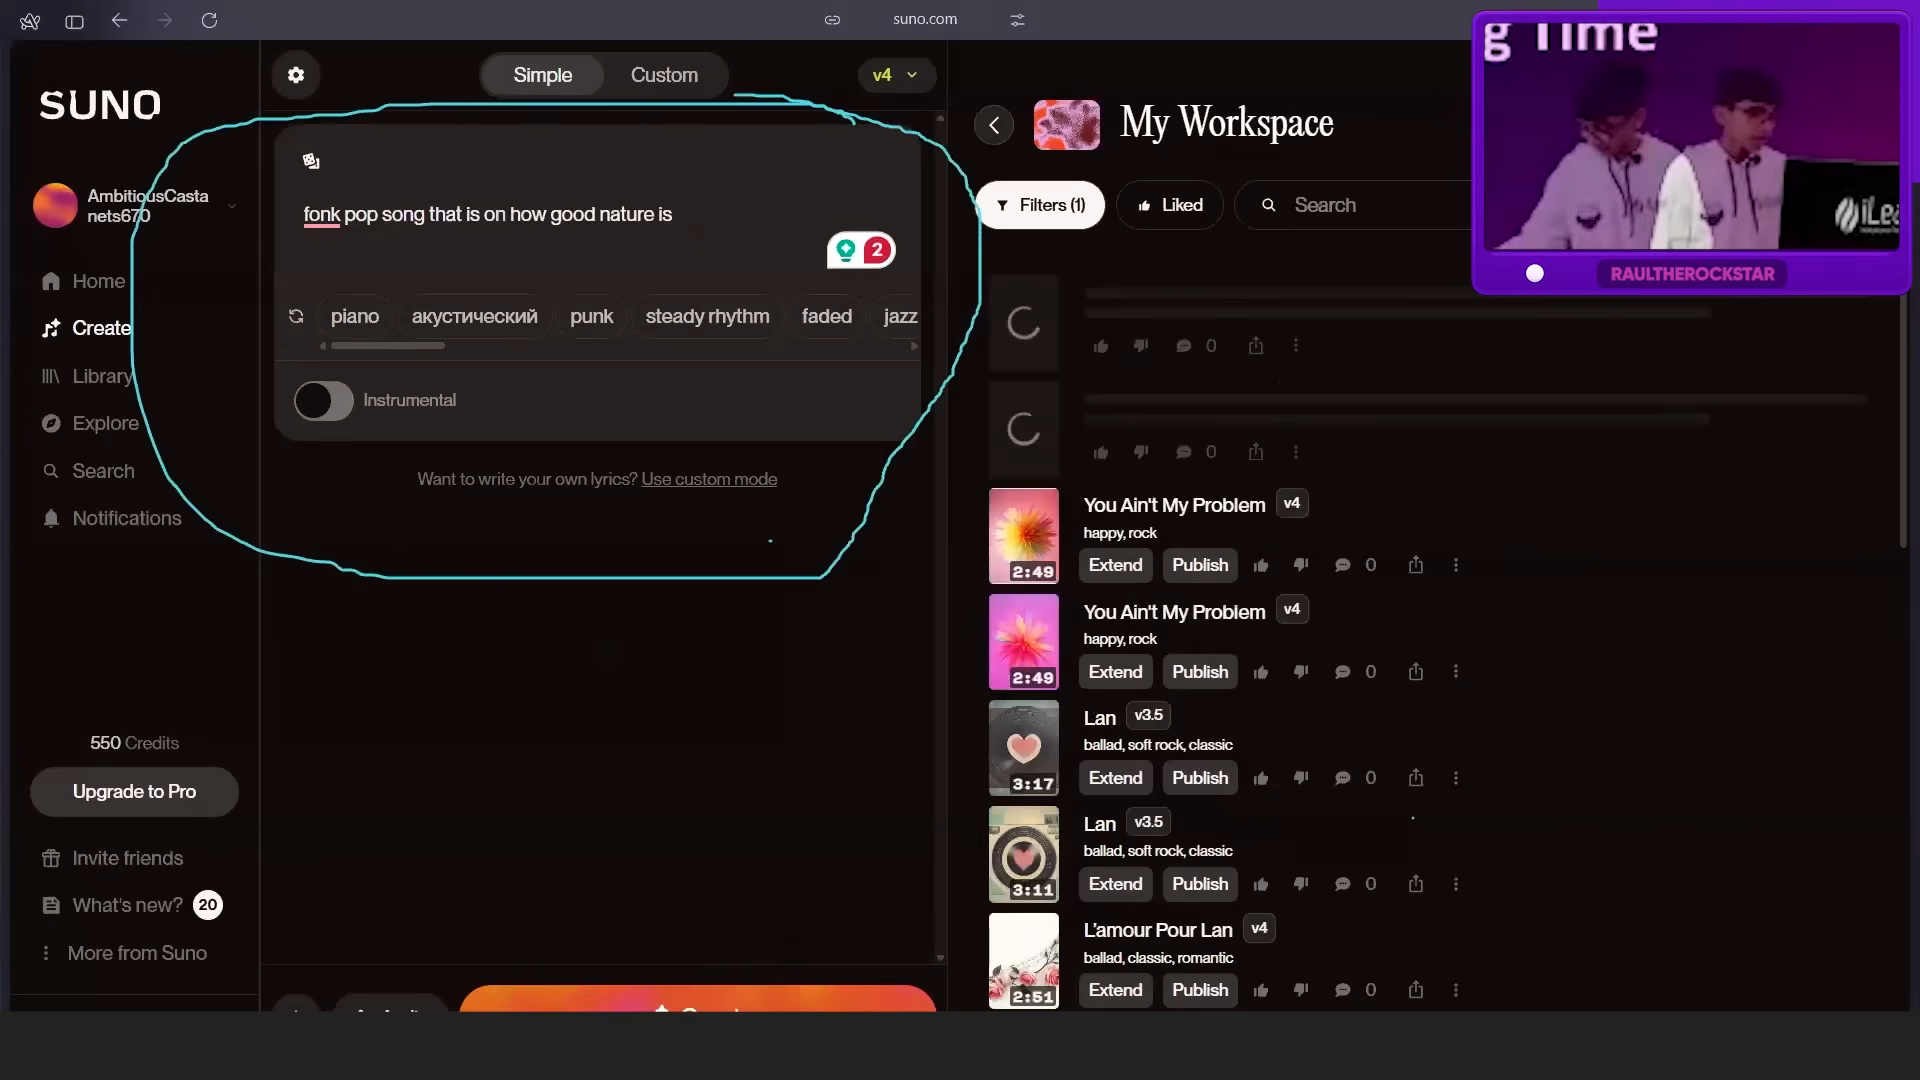 suno.com
SUNO
AmbitiousCasta
nets670
Home
Create
Library
Explore
Search
Notifications
550 Credits
Upgrade to Pro
Invite friends
What's new? 20
More from Suno
Simple Custom v4
fonk pop song that is on how good nature is
2
piano акустический punk steady rhythm faded jazz
Instrumental
Want to write your own lyrics? Use custom mode
My Workspace
Filters (1) Liked Search
0
0
You Ain't My Problem v4
happy, rock
2:49 Extend Publish 0
You Ain't My Problem v4
happy, rock
2:49 Extend Publish 0
Lan v3.5
ballad, soft rock, classic
3:17 Extend Publish 0
Lan v3.5
ballad, soft rock, classic
3:11 Extend Publish 0
L'amour Pour Lan v4
ballad, classic, romantic
2:51 Extend Publish 0
g Time
iLea
RAULTHEROCKSTAR